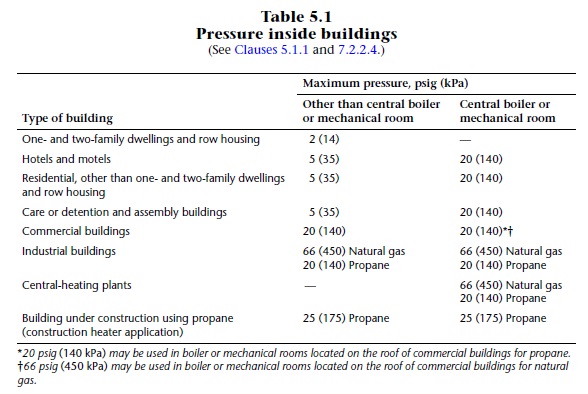 Table 5.1
Pressure inside buildings
(See Clauses 5.1.1 and 7.2.2.4.)
Maximum pressure, psig (kPa)
Type of building
Other than central boiler
or mechanical room
Central boiler or
mechanical room
One- and two-family dwellings and row housing 2 (14) —
Hotels and motels 5 (35) 20 (140)
Residential, other than one- and two-family dwellings 5 (35) 20 (140)
and row housing
Care or detention and assembly buildings 5 (35) 20 (140)
Commercial buildings 20 (140) 20 (140)*†
Industrial buildings 66 (450) Natural gas 66 (450) Natural gas
20 (140) Propane 20 (140) Propane
Central-heating plants — 66 (450) Natural gas
20 (140) Propane
Building under construction using propane 25 (175) Propane 25 (175) Propane
(construction heater application)
*20 psig (140 kPa) may be used in boiler or mechanical rooms located on the roof of commercial buildings for propane.
†66 psig (450 kPa) may be used in boiler or mechanical rooms located on the roof of commercial buildings for natural
gas.